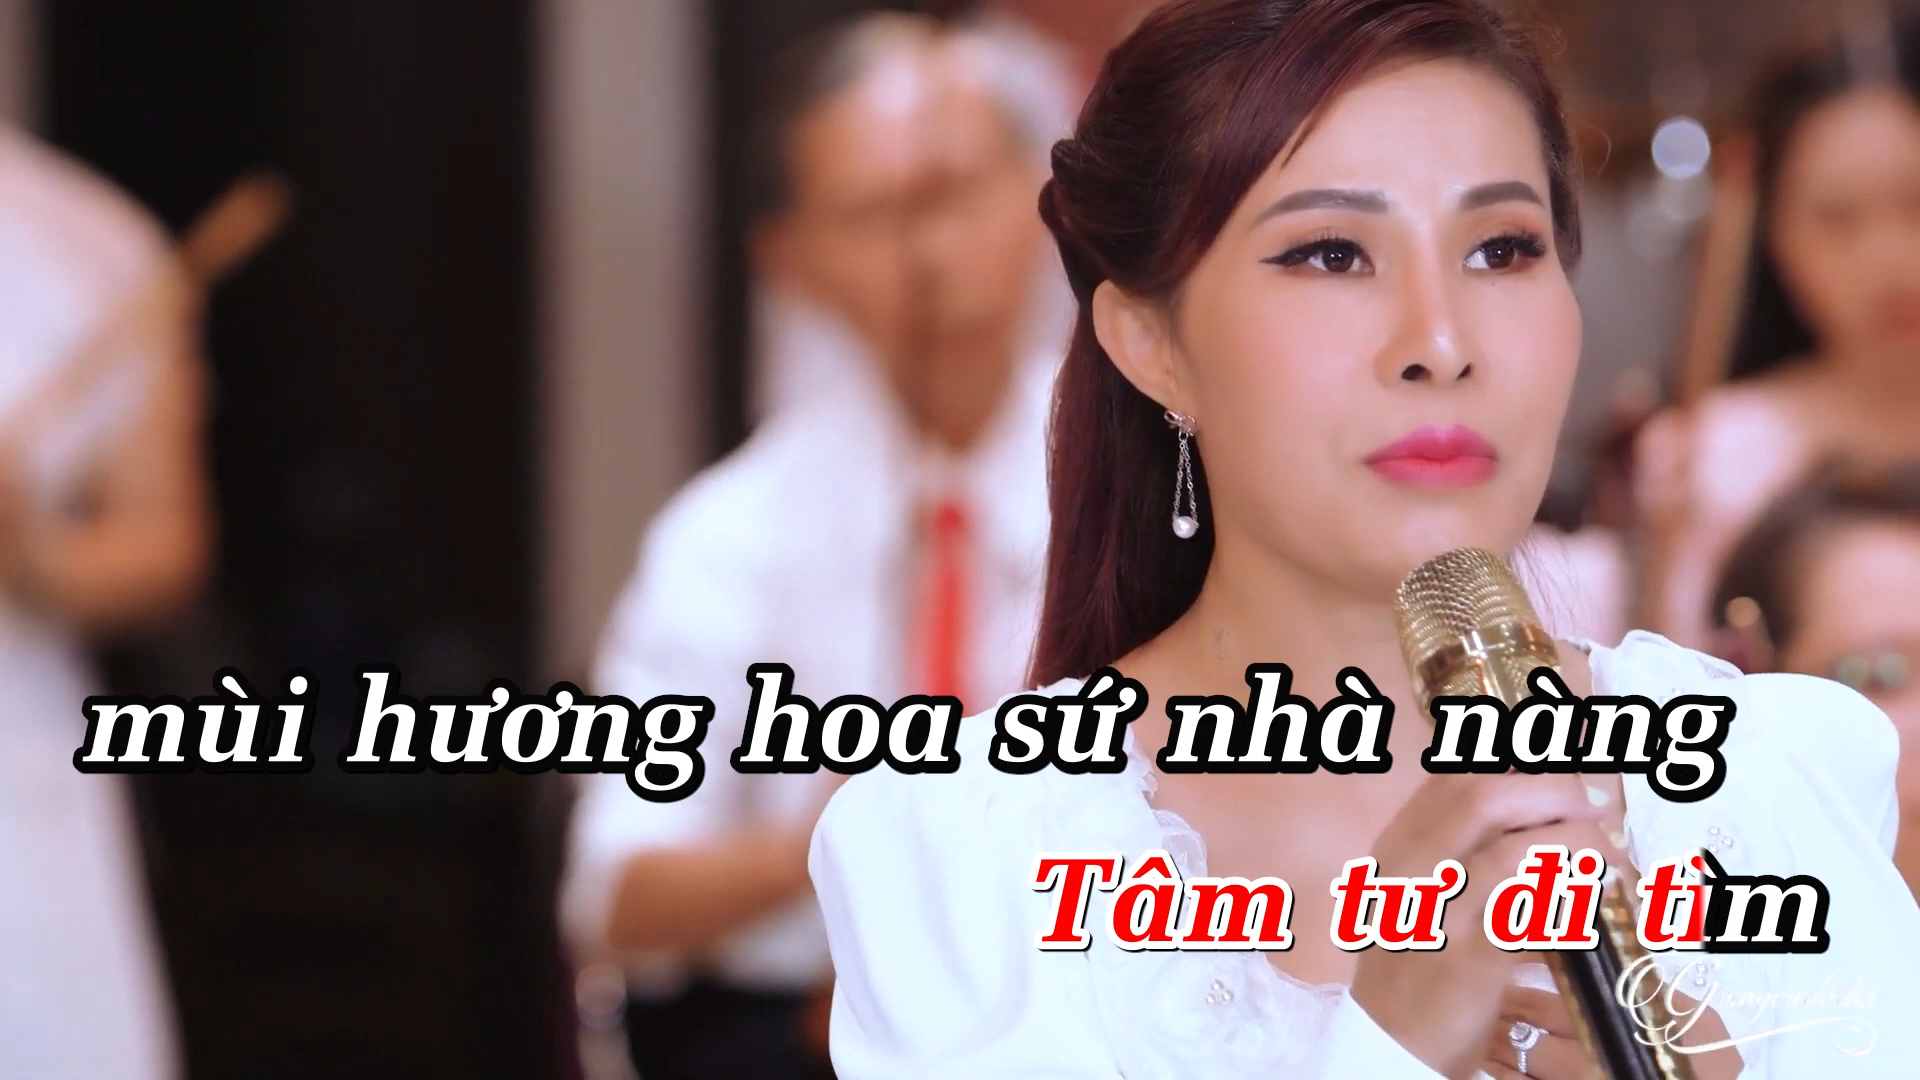 mùi hương hoa sứ nhà nàng
Tâm tư đi tìm